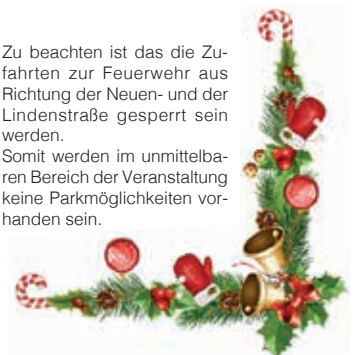 Zu beachten ist das die Zu-
fahrten zur Feuerwehr aus
Richtung der Neuen- und der
Lindenstraße gesperrt sein
werden.
Somit werden im unmittelba-
ren Bereich der Veranstaltung
keine Parkmöglichkeiten vor-
handen sein.